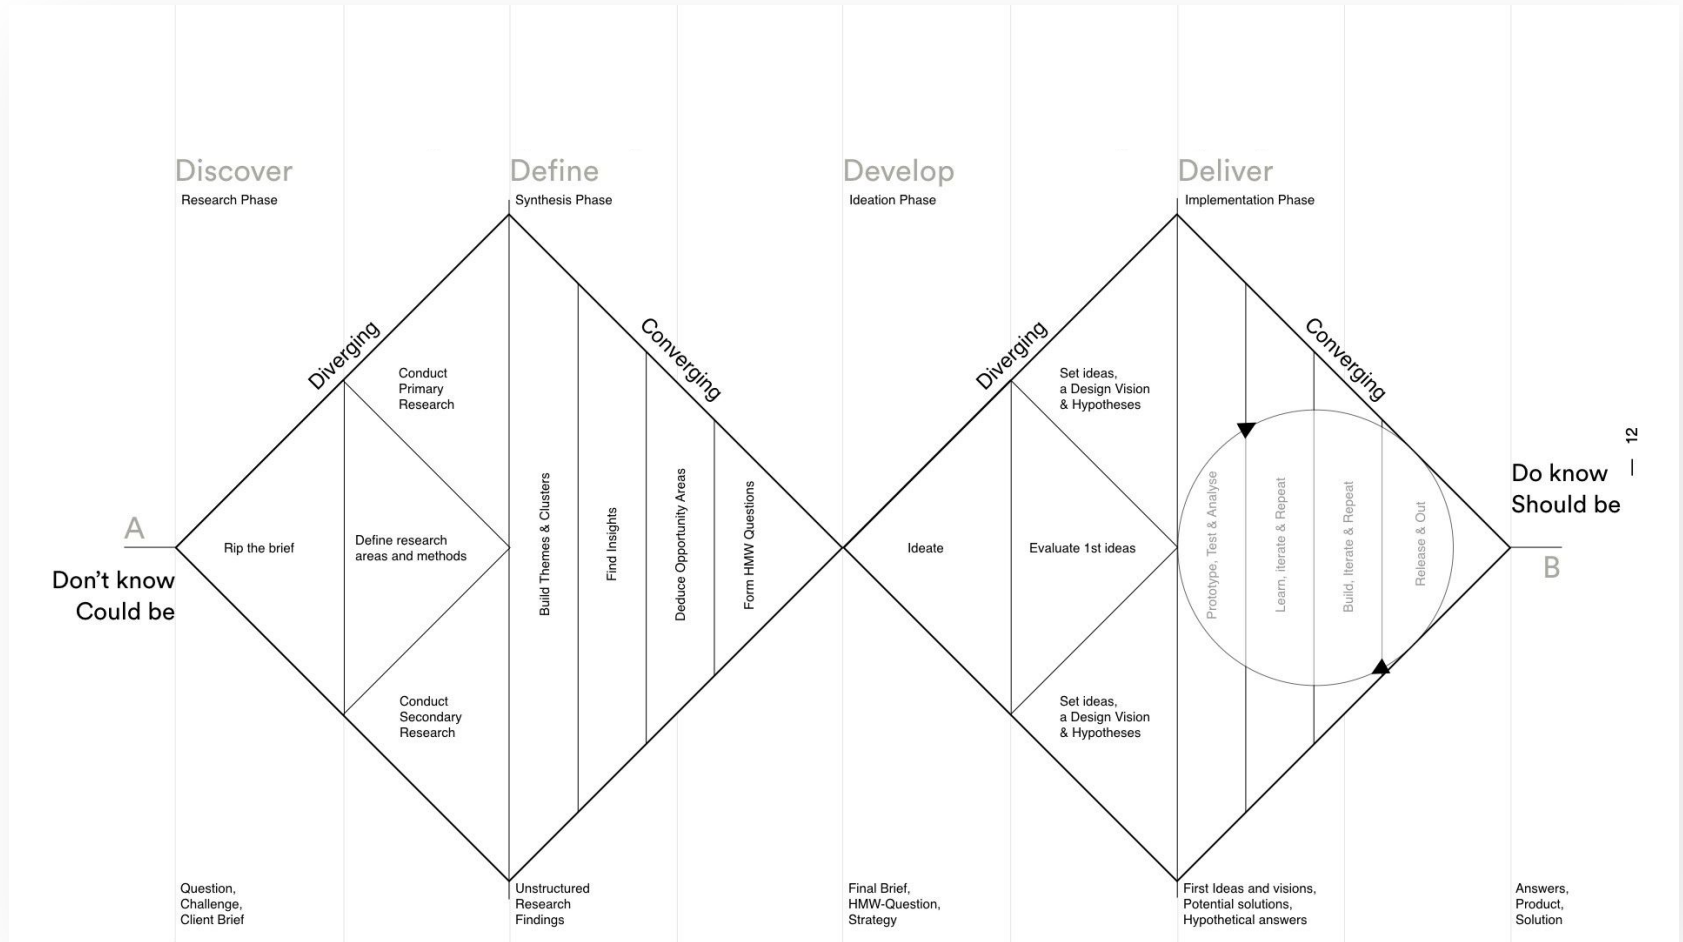 Discover
Research Phase
Define
Synthesis Phase
Develop
Ideation Phase
Deliver
Implementation Phase
Diverging
Converging
Diverging
Converging
A
Don’t know
Could be
Rip the brief
Define research
areas and methods
Conduct
Primary
Research
Conduct
Secondary
Research
Build Themes & Clusters
Find Insights
Deduce Opportunity Areas
Form HMW Questions
Ideate
Evaluate 1st ideas
Set ideas,
a Design Vision
& Hypotheses
Set ideas,
a Design Vision
& Hypotheses
Prototype, Test & Analyse
Learn, iterate & Repeat
Build, Iterate & Repeat
Release & Out
Do know
Should be
B
— 12
Question,
Challenge,
Client Brief
Unstructured
Research
Findings
Final Brief,
HMW-Question,
Strategy
First Ideas and visions,
Potential solutions,
Hypothetical answers
Answers,
Product,
Solution